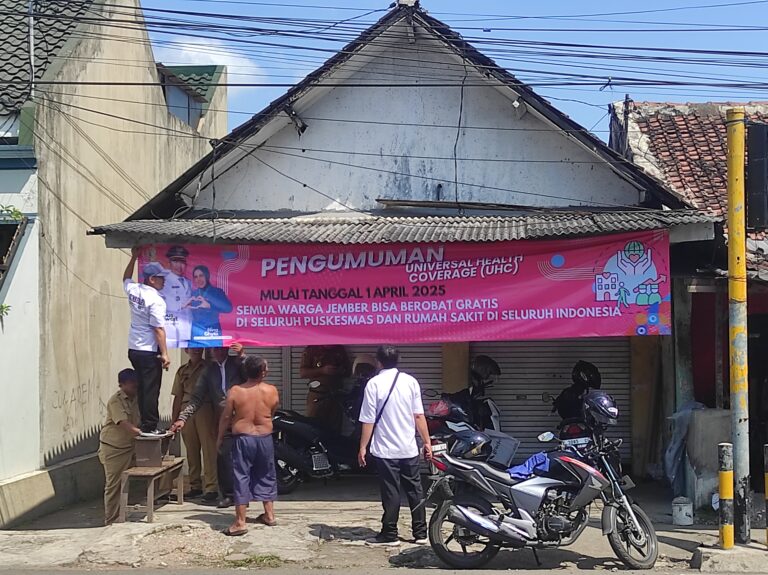 PENGUMUMAN
UNIVERSAL HEALTH
COVERAGE (UHC)
MULAI TANGGAL 1 APRIL 2025
SEMUA WARGA JEMBER BISA BEROBAT GRATIS
DI SELURUH PUSKESMAS DAN RUMAH SAKIT DI SELURUH INDONESIA